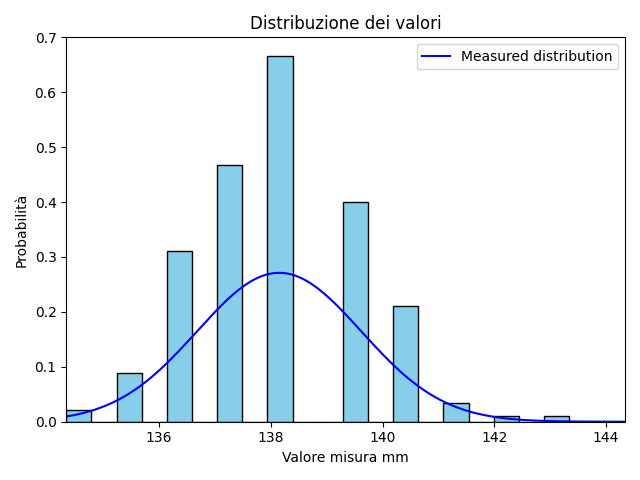 Distribuzione dei valori
Measured distribution
0.7
0.6
0.5
0.4
0.3
0.2
0.1
0.0
Probabilità
136 138 140 142 144
Valore misura mm